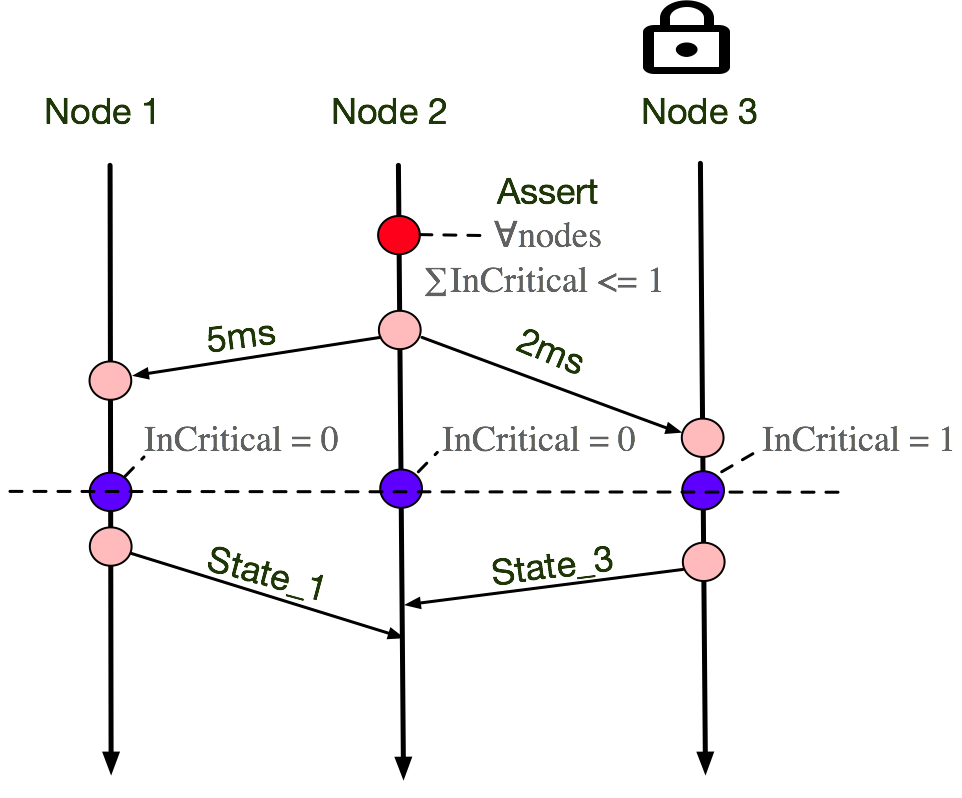 Node 1
Node 2
Node 3
Assert
∀nodes
∑InCritical <= 1
5ms
2ms
InCritical = 0
InCritical = 0
InCritical = 1
State_1
State_3